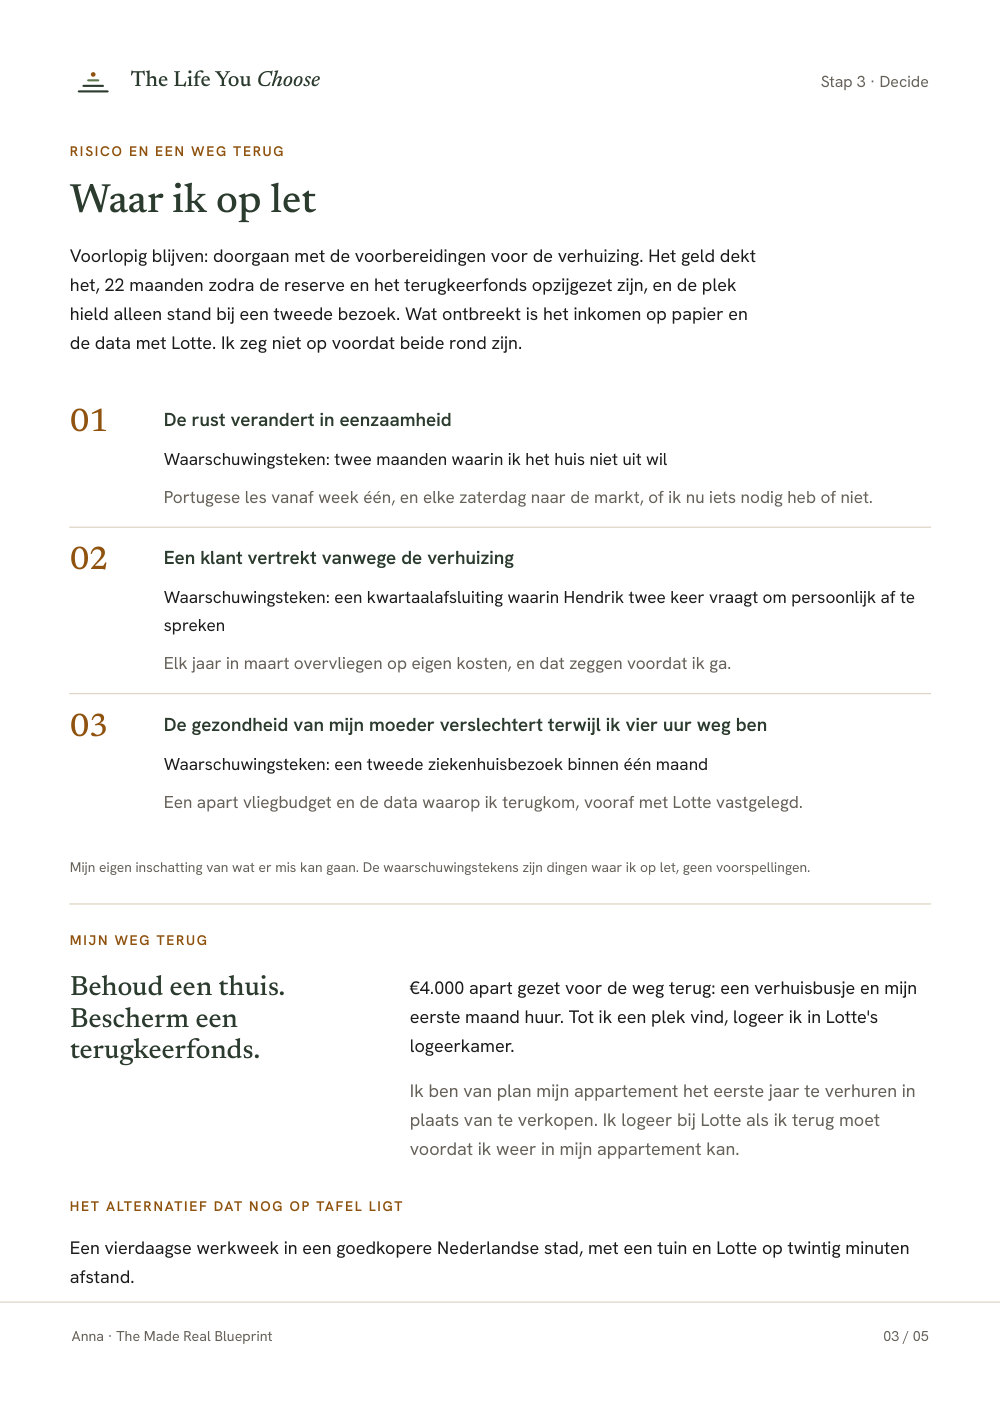 The Life You Choose
Stap 3 · Decide
RISICO EN EEN WEG TERUG
Waar ik op let
Voorlopig blijven: doorgaan met de voorbereidingen voor de verhuizing. Het geld dekt
het, 22 maanden zodra de reserve en het terugkeerfonds opzijgezet zijn, en de plek
hield alleen stand bij een tweede bezoek. Wat ontbreekt is het inkomen op papier en
de data met Lotte. Ik zeg niet op voordat beide rond zijn.
01
De rust verandert in eenzaamheid
Waarschuwingsteken: twee maanden waarin ik het huis niet uit wil
Portugese les vanaf week één, en elke zaterdag naar de markt, of ik nu iets nodig heb of niet.
02
Een klant vertrekt vanwege de verhuizing
Waarschuwingsteken: een kwartaalafsluiting waarin Hendrik twee keer vraagt om persoonlijk af te
spreken
Elk jaar in maart overvliegen op eigen kosten, en dat zeggen voordat ik ga.
03
De gezondheid van mijn moeder verslechtert terwijl ik vier uur weg ben
Waarschuwingsteken: een tweede ziekenhuisbezoek binnen één maand
Een apart vliegbudget en de data waarop ik terugkom, vooraf met Lotte vastgelegd.
Mijn eigen inschatting van wat er mis kan gaan. De waarschuwingstekens zijn dingen waar ik op let, geen voorspellingen.
MIJN WEG TERUG
Behoud een thuis.
Bescherm een
terugkeerfonds.
€4.000 apart gezet voor de weg terug: een verhuisbusje en mijn
eerste maand huur. Tot ik een plek vind, logeer ik in Lotte's
logeerkamer.
Ik ben van plan mijn appartement het eerste jaar te verhuren in
plaats van te verkopen. Ik logeer bij Lotte als ik terug moet
voordat ik weer in mijn appartement kan.
HET ALTERNATIEF DAT NOG OP TAFEL LIGT
Een vierdaagse werkweek in een goedkopere Nederlandse stad, met een tuin en Lotte op twintig minuten
afstand.
Anna · The Made Real Blueprint
03 / 05